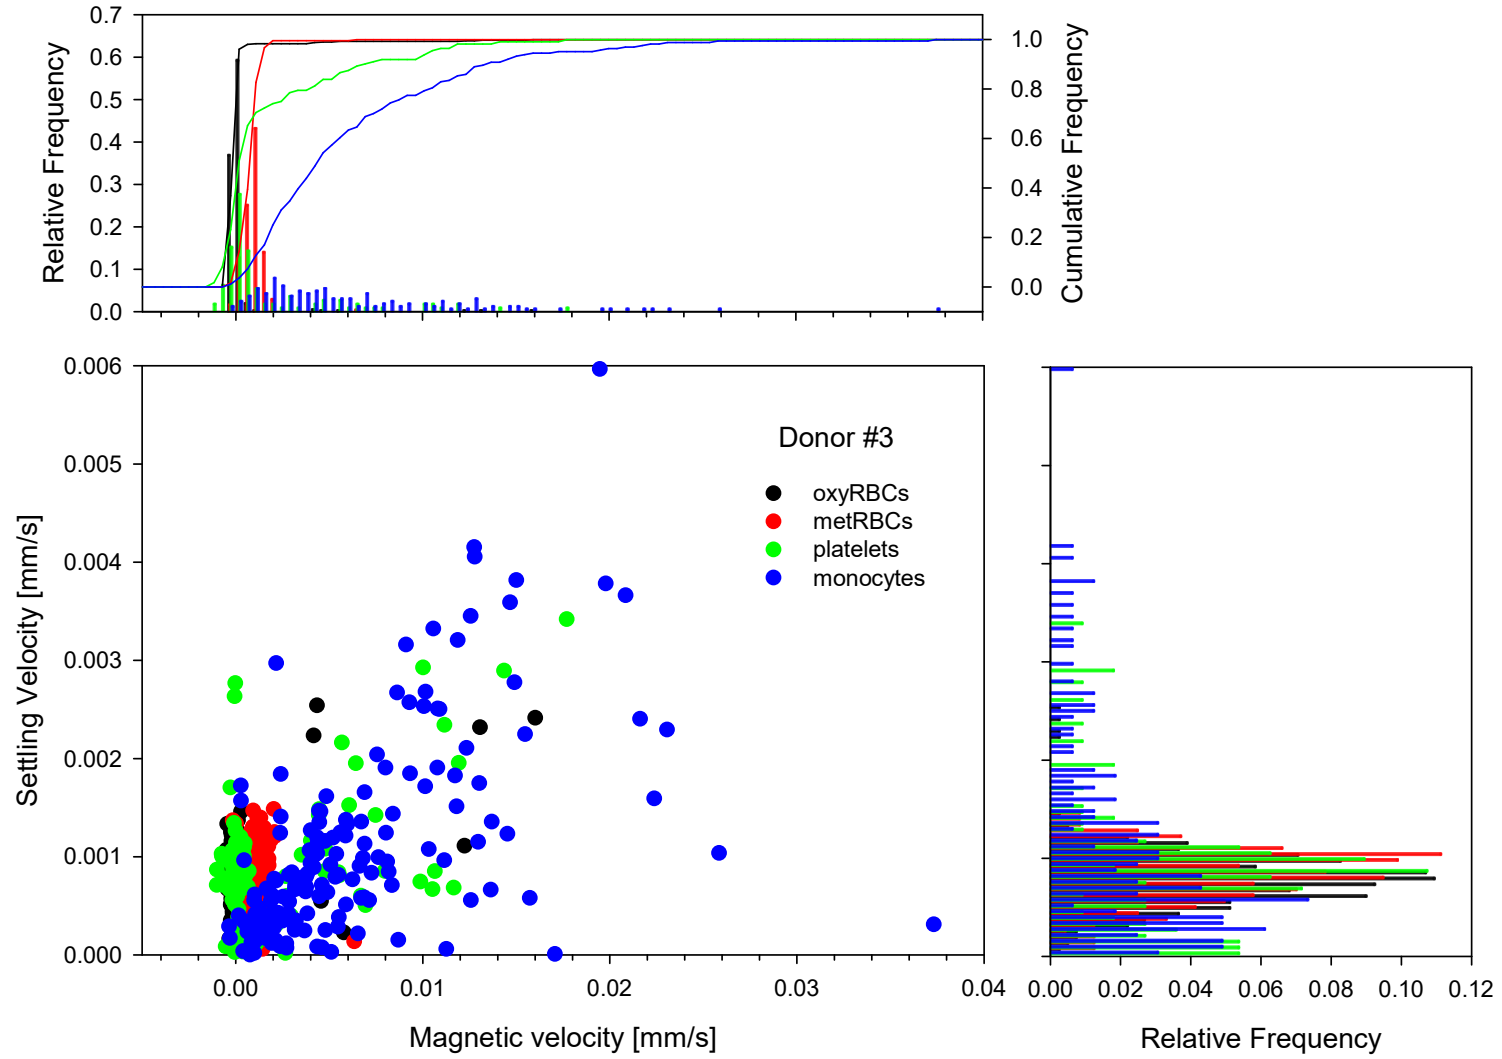 0.7
0.6
0.5
0.4
0.3
0.2
0.1
0.0
Relative Frequency
1.0
0.8
0.6
0.4
0.2
0.0
Cumulative Frequency
0.006
0.005
0.004
0.003
0.002
0.001
0.000
Settling Velocity [mm/s]
Donor #3
oxyRBCs
metRBCs
platelets
monocytes
0.00 0.01 0.02 0.03 0.04
Magnetic velocity [mm/s]
0.00 0.02 0.04 0.06 0.08 0.10 0.12
Relative Frequency